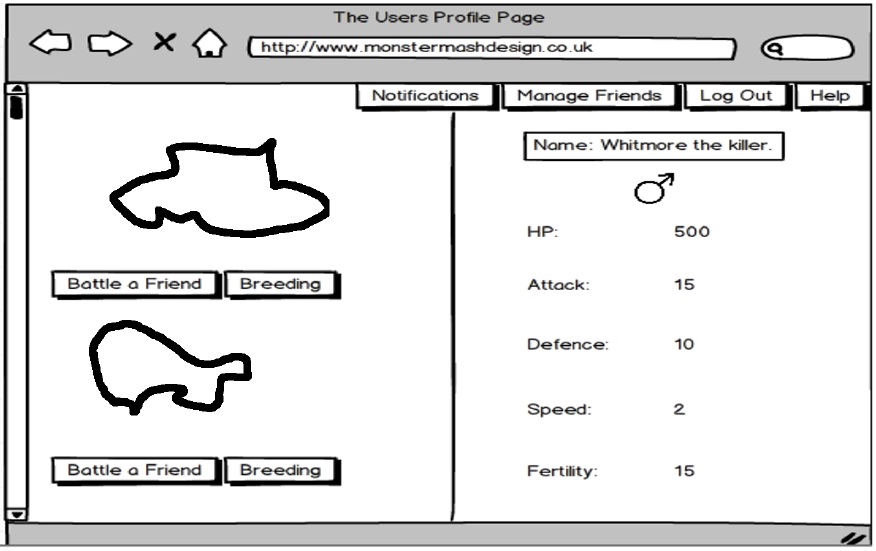 The Users Profile Page
http://www.monstermashdesign.co.uk
Notifications
Manage Friends
Log Out
Help
Battle a Friend
Breeding
Battle a Friend
Breeding
Name: Whitmore the killer.
HP: 500
Attack: 15
Defence: 10
Speed: 2
Fertility: 15